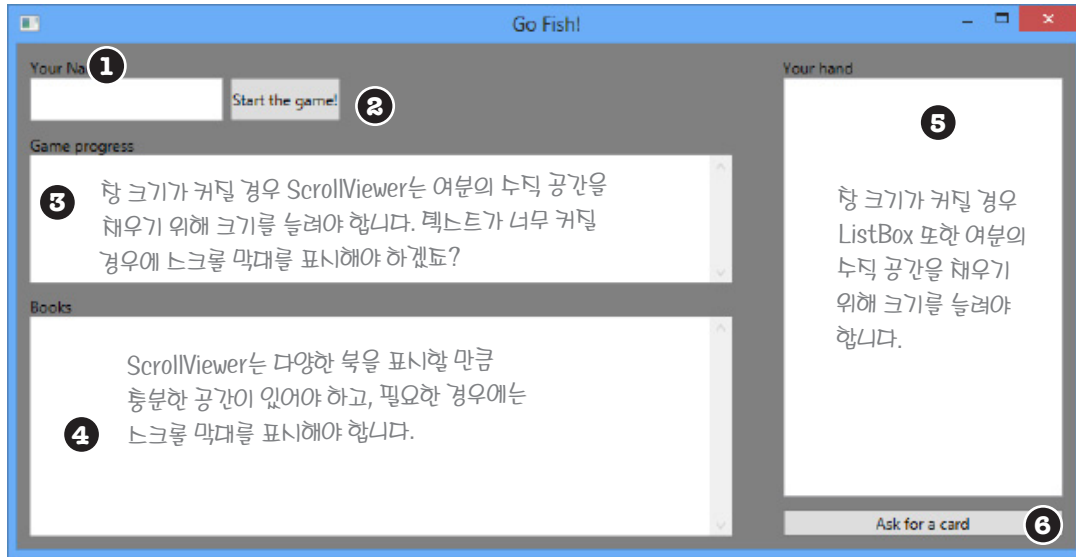 Go Fish!
Your Na
1
Start the game!
2
Game progress
3
창 크기가 커질 경우 ScrollViewer는 여분의 수직 공간을
채우기 위해 크기를 늘려야 합니다. 텍스트가 너무 커질
경우에 스크롤 막대를 표시해야 하겠죠?
Books
ScrollViewer는 다양한 북을 표시할 만큼
충분한 공간이 있어야 하고, 필요한 경우에는
스크롤 막대를 표시해야 합니다.
4
Your hand
5
창 크기가 커질 경우
ListBox 또한 여분의
수직 공간을 채우기
위해 크기를 늘려야
합니다.
Ask for a card
6